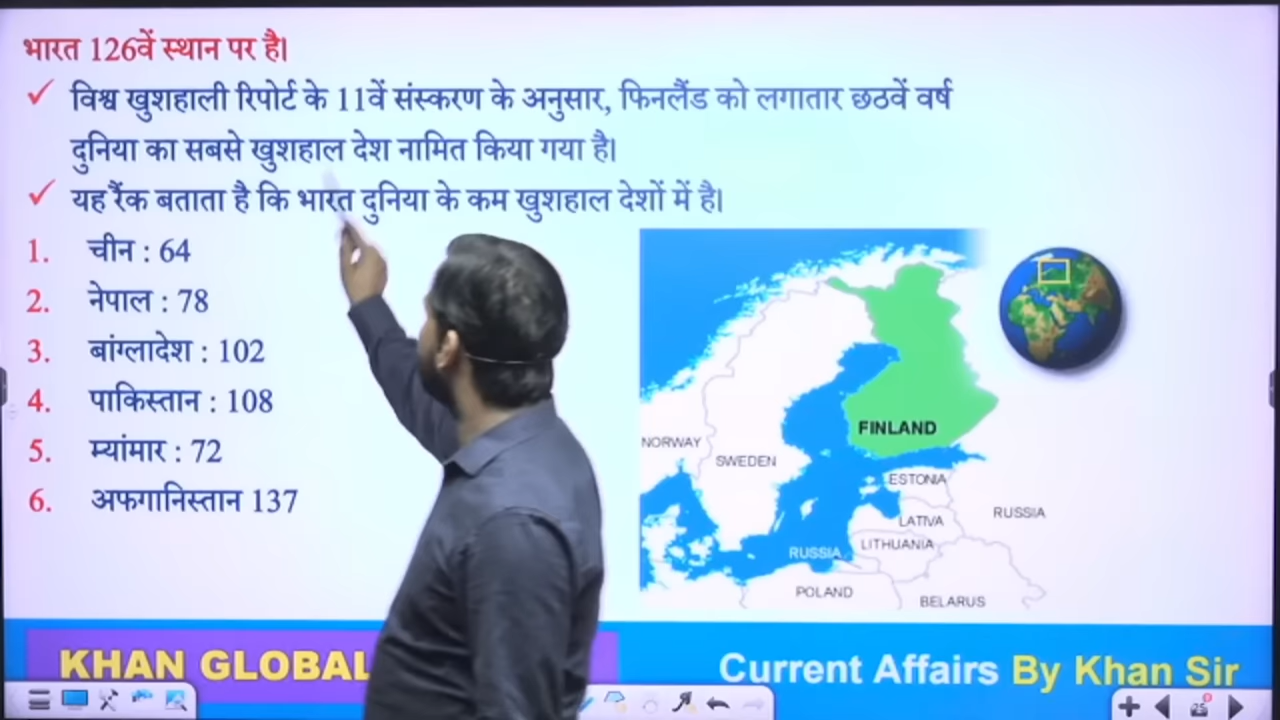 भारत 126वें स्थान पर है।
✓ विश्व खुशहाली रिपोर्ट के 11वें संस्करण के अनुसार, फिनलैंड को लगातार छठवें वर्ष
दुनिया का सबसे खुशहाल देश नामित किया गया है।
✓ यह रैंक बताता है कि भारत दुनिया के कम खुशहाल देशों में है।
1. चीन : 64
2. नेपाल : 78
3. बांग्लादेश : 102
4. पाकिस्तान : 108
5. म्यांमार : 72
6. अफगानिस्तान 137
FINLAND
NORWAY
SWEDEN
ESTONIA
RUSSIA
LATIVA
LITHUANIA
RUSSIA
POLAND
BELARUS
KHAN GLOBAL
Current Affairs By Khan Sir